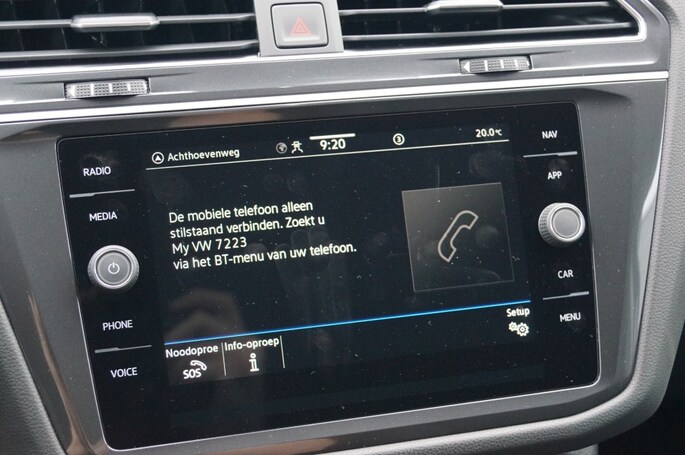 Achthoevenweg
9:20
3
20.0°C
RADIO
MEDIA
PHONE
VOICE
De mobiele telefoon alleen
stilstaand verbinden. Zoekt u
My VW 7223
via het BT-menu van uw telefoon.
Setup
Noodoproe
SOS
Info-oproep
i
NAV
APP
CAR
MENU